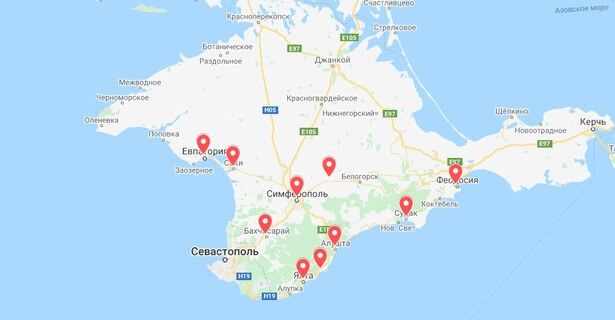 Счастливцево
Азовское море
Красноперекопск
Стрелковое
Ботаническое
E97
E105
Раздольное
Джанкой
Межводное
Черноморское
H05
Красногвардейское
Оленевка
Нижнегорский
E97
Щёлкино
E105
Поповка
Новоотрадное
Керчь
Евпатория
E97
Заозерное
Саки
Белогорск
Феодосия
Симферополь
Коктебель
Судак
Нов. Свет
Бахчисарай
Алушта
Севастополь
H19
Ялта
Алупка
E105
H19